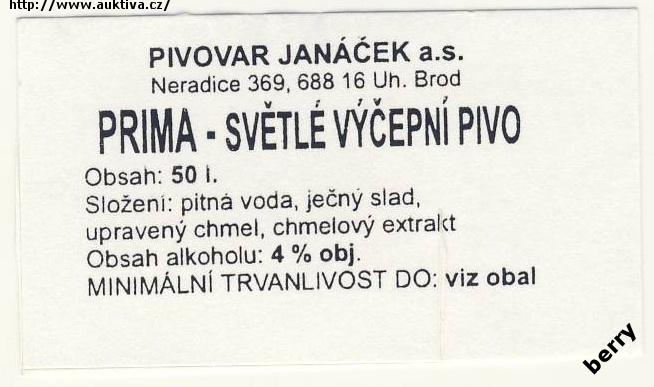 http://www.auktiva.cz/
PIVOVAR JANÁČEK a.s.
Neradice 369, 688 16 Uh. Brod
PRIMA - SVĚTLÉ VÝČEPNÍ PIVO
Obsah: 50 l.
Složení: pitná voda, ječný slad,
upravený chmel, chmelový extrakt
Obsah alkoholu: 4 % obj.
MINIMÁLNÍ TRVANLIVOST DO: viz obal
berry